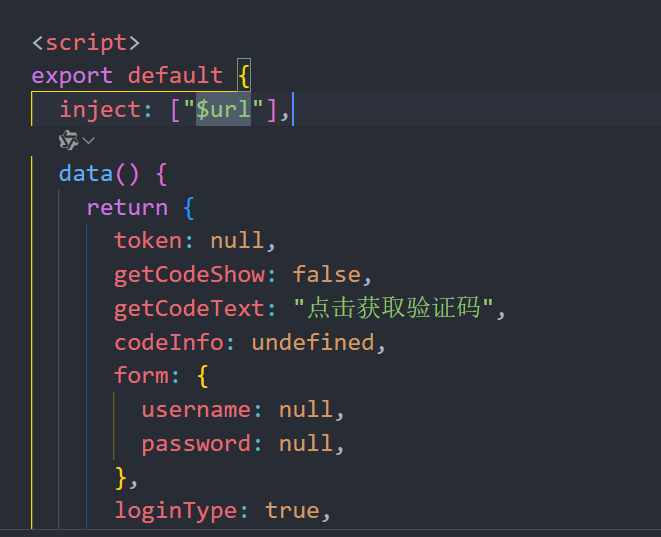 <script>
export default {
inject: ["$url"],
data() {
return {
token: null,
getCodeShow: false,
getCodeText: "点击获取验证码",
codeInfo: undefined,
form: {
username: null,
password: null,
},
loginType: true,